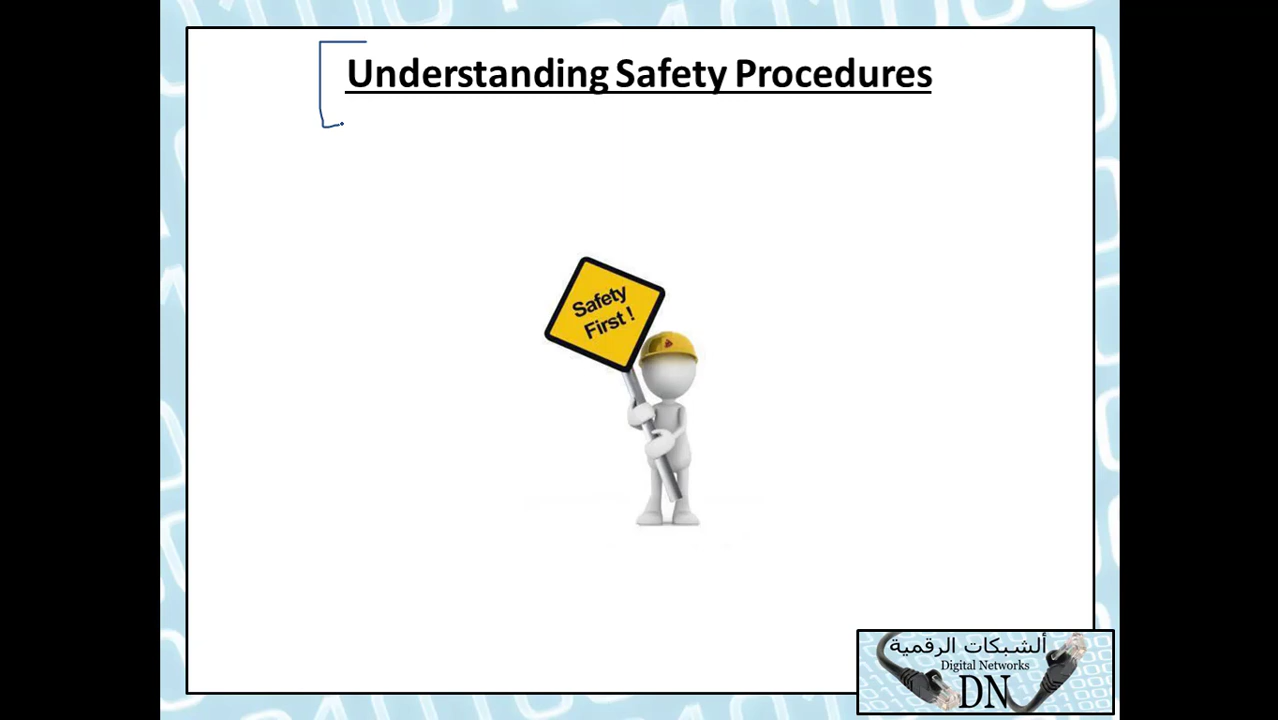 Understanding Safety Procedures
Safety
First !
ألشبكات الرقمية
Digital Networks
DN